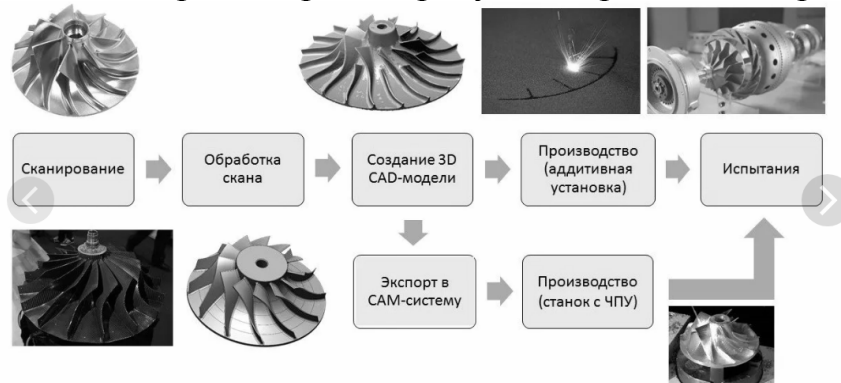 Сканирование
Обработка
скана
Создание 3D
CAD-модели
Производство
(аддитивная
установка)
Испытания
Экспорт в
CAM-систему
Производство
(станок с ЧПУ)